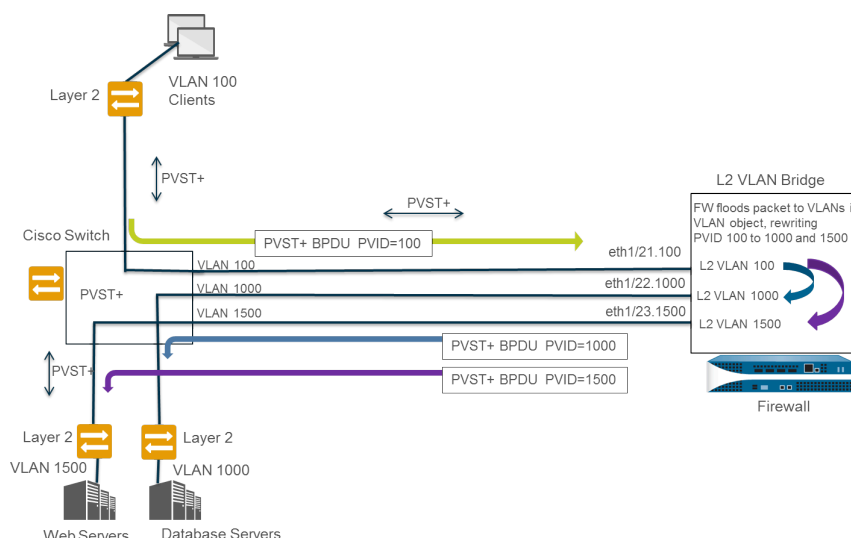 VLAN 100
Clients
Layer 2
PVST+
PVST+
L2 VLAN Bridge
FW floods packet to VLANs i
VLAN object, rewriting
PVID 100 to 1000 and 1500
Cisco Switch
PVST+ BPDU PVID=100
eth1/21.100
VLAN 100
L2 VLAN 100
PVST+
VLAN 1000
eth1/22.1000
L2 VLAN 1000
VLAN 1500
eth1/23.1500
L2 VLAN 1500
PVST+ BPDU PVID=1000
PVST+
PVST+ BPDU PVID=1500
Firewall
Layer 2
Layer 2
VLAN 1500
VLAN 1000
Web Servers
Database Servers